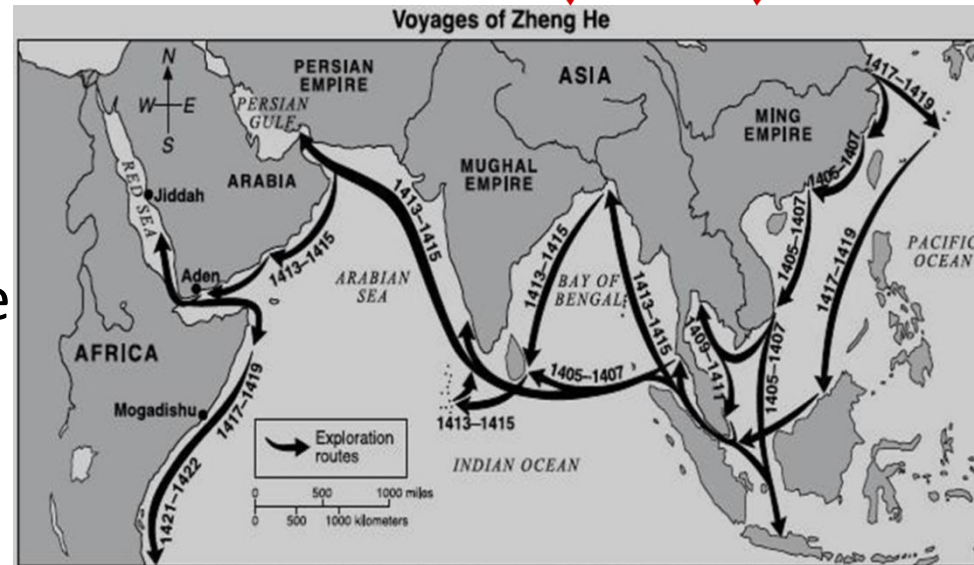 Voyages of Zheng He
N
W
E
S
PERSIAN
EMPIRE
ASIA
PERSIAN
GULF
MING
EMPIRE
MUGHAL
EMPIRE
1417–1419
1405–1407
1405–1407
1417–1419
PACIFIC
OCEAN
RED SEA
Jiddah
ARABIA
1413–1415
1413–1415
ARABIAN
SEA
1413–1415
BAY OF
BENGAL
1413–1415
1409–1411
1405–1407
Aden
AFRICA
Mogadishu
1417–1419
1421–1422
1405–1407
1413–1415
INDIAN OCEAN
Exploration
routes
0 500 1000 miles
0 500 1000 kilometers
e